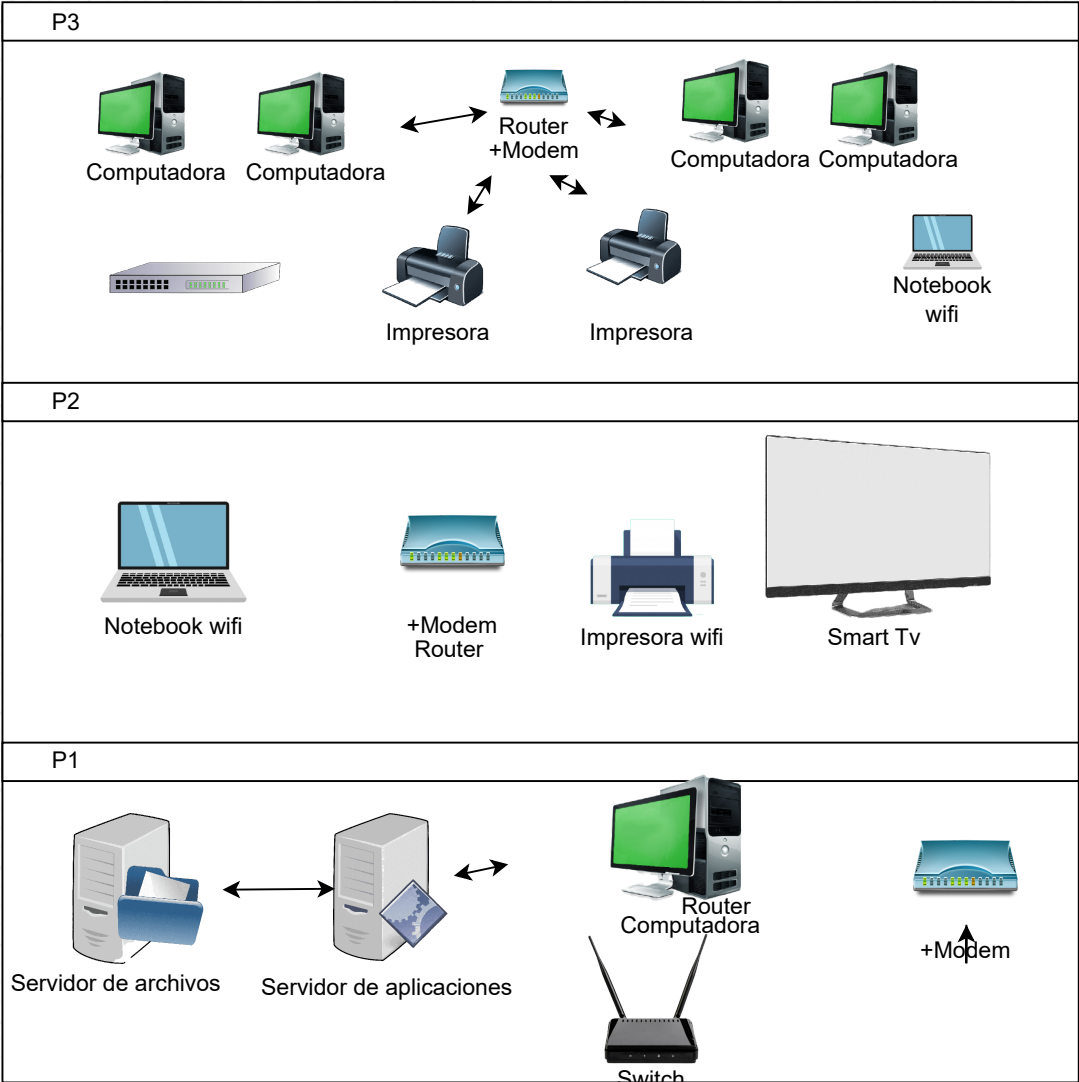 P3
Router
+Modem
Computadora
Computadora
Computadora
Computadora
Notebook
wifi
Impresora
Impresora
P2
Notebook wifi
+Modem
Router
Impresora wifi
Smart Tv
P1
Router
Computadora
+Modem
Servidor de archivos
Servidor de aplicaciones
Switch